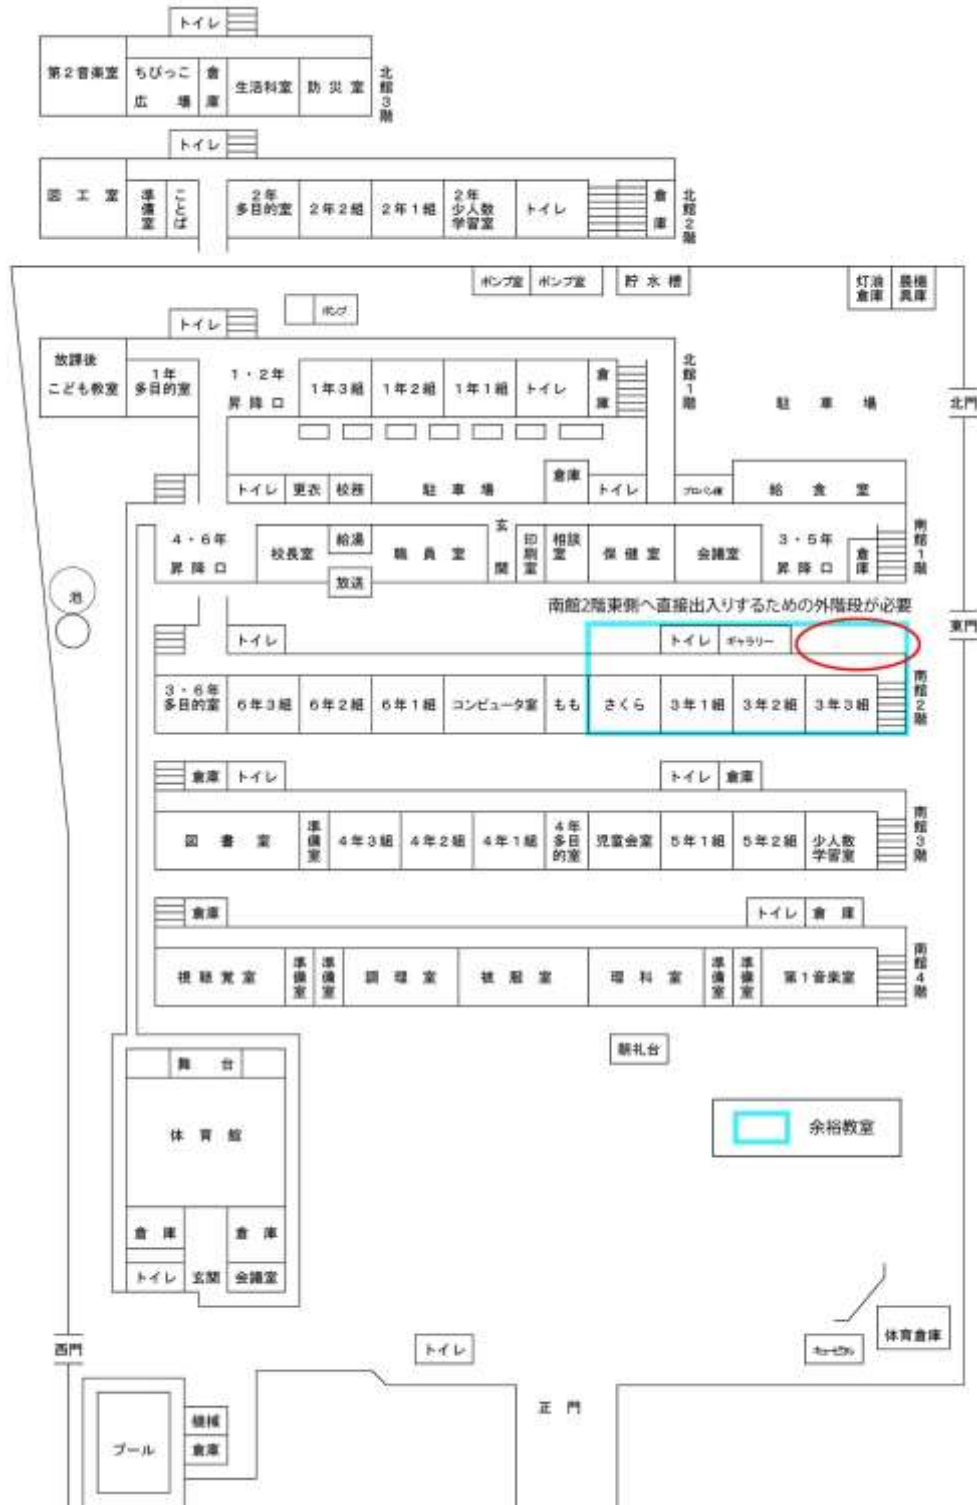 トイレ
第2音楽室
ちびっこ
広場
倉庫
生活科室
防災室
北館3階
トイレ
図工室
準備室
ことば
2年
多目的室
2年2組
2年1組
2年
少人数
学習室
トイレ
倉庫
北館2階
ポンプ室
ポンプ室
貯水槽
灯油
倉庫
農機
具庫
ポンプ
トイレ
放課後
こども教室
1年
多目的室
1・2年
昇降口
1年3組
1年2組
1年1組
トイレ
倉庫
北館1階
駐車場
北門
トイレ
更衣
校務
駐車場
倉庫
トイレ
プロパン庫
給食室
4・6年
昇降口
校長室
給湯
放送
職員室
玄関
印刷室
相談室
保健室
会議室
3・5年
昇降口
倉庫
南館1階
池
南館2階東側へ直接出入りするための外階段が必要
東門
トイレ
トイレ
ギャラリー
3・6年
多目的室
6年3組
6年2組
6年1組
コンピュータ室
もも
さくら
3年1組
3年2組
3年3組
南館2階
倉庫
トイレ
トイレ
倉庫
図書室
準備室
4年3組
4年2組
4年1組
4年
多目
的室
児童会室
5年1組
5年2組
少人数
学習室
南館3階
倉庫
トイレ
倉庫
視聴覚室
準備室
準備室
調理室
被服室
理科室
準備室
準備室
第1音楽室
南館4階
舞台
朝礼台
体育館
余裕教室
倉庫
倉庫
トイレ
玄関
会議室
西門
トイレ
キュービクル
体育倉庫
正門
プール
機械
倉庫